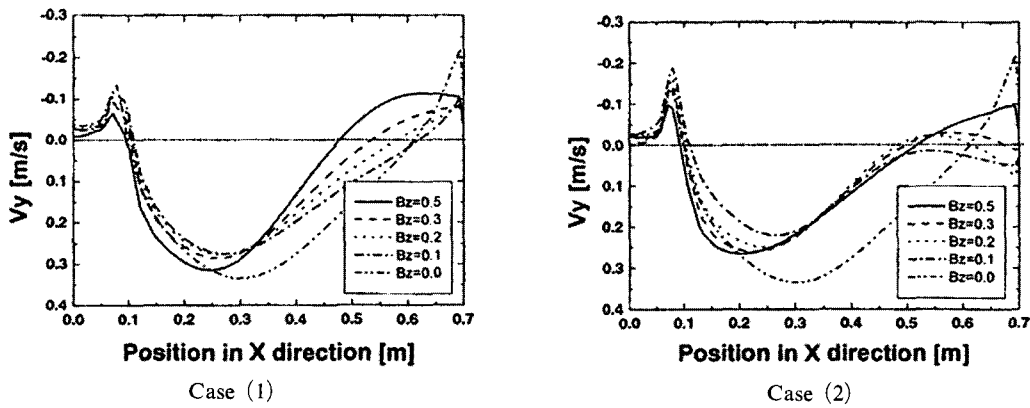 -0.3
-0.2
-0.1
0.0
0.1
0.2
0.3
0.4
Vy [m/s]
Bz=0.5
Bz=0.3
Bz=0.2
Bz=0.1
Bz=0.0
0.0 0.1 0.2 0.3 0.4 0.5 0.6 0.7
Position in X direction [m]
Case (1)
-0.3
-0.2
-0.1
0.0
0.1
0.2
0.3
0.4
Vy [m/s]
Bz=0.5
Bz=0.3
Bz=0.2
Bz=0.1
Bz=0.0
0.0 0.1 0.2 0.3 0.4 0.5 0.6 0.7
Position in X direction [m]
Case (2)